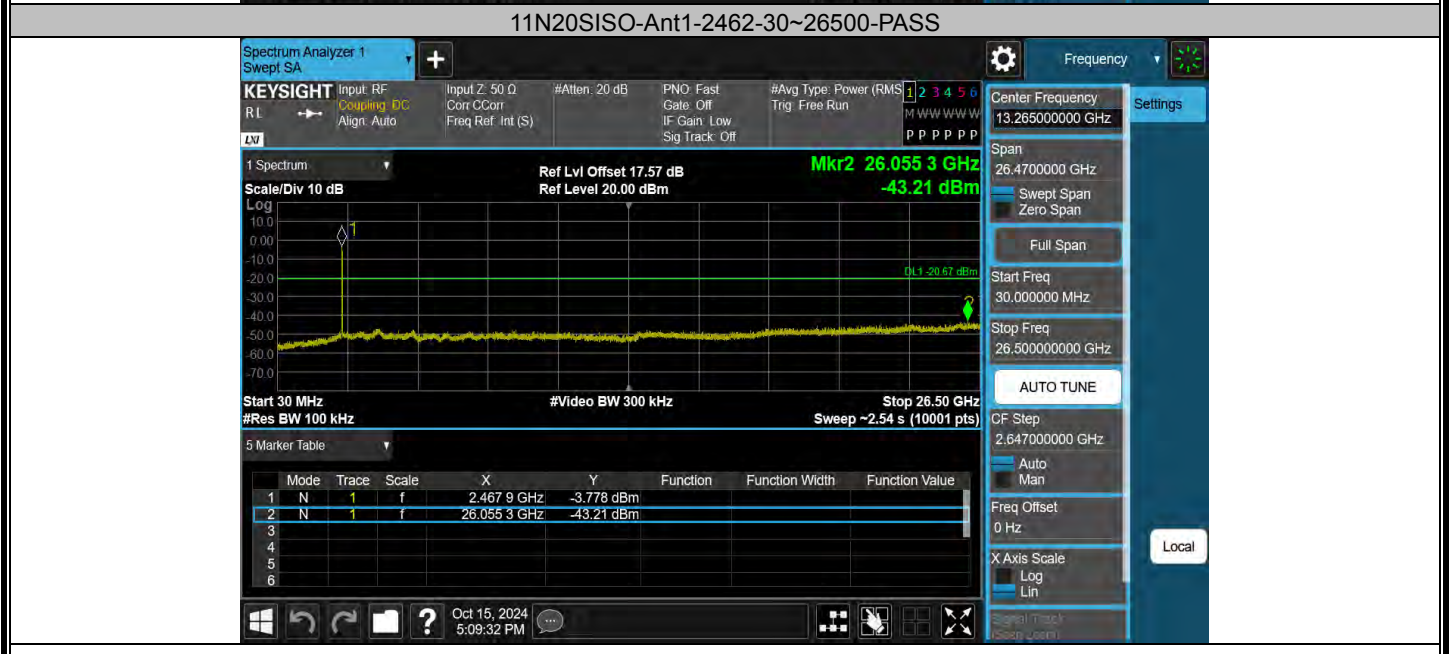 11N20SISO-Ant1-2462-30~26500-PASS
Spectrum Analyzer 1
Swept SA
+
Frequency
KEYSIGHT
R L
LXI
Input: RF
Coupling: DC
Align: Auto
Input Z: 50 Ω
Corr CCorr
Freq Ref: Int (S)
#Atten: 20 dB
PNO: Fast
Gate: Off
IF Gain: Low
Sig Track: Off
#Avg Type: Power (RMS
Trig: Free Run
1 2 3 4 5 6
M W W W W W
P P P P P P
Settings
Center Frequency
13.265000000 GHz
Span
26.4700000 GHz
Swept Span
Zero Span
Full Span
Start Freq
30.000000 MHz
Stop Freq
26.500000000 GHz
AUTO TUNE
CF Step
2.647000000 GHz
Auto
Man
Freq Offset
0 Hz
X Axis Scale
Log
Lin
Signal Track
(Span Zoom)
Local
1 Spectrum
Scale/Div 10 dB
Log
Ref Lvl Offset 17.57 dB
Ref Level 20.00 dBm
Mkr2 26.055 3 GHz
-43.21 dBm
10.0
0.00
-10.0
-20.0
-30.0
-40.0
-50.0
-60.0
-70.0
1
DL1 -20.67 dBm
2
Start 30 MHz
#Res BW 100 kHz
#Video BW 300 kHz
Stop 26.50 GHz
Sweep ~2.54 s (10001 pts)
5 Marker Table
Mode Trace Scale X Y Function Function Width Function Value
1 N 1 f 2.467 9 GHz -3.778 dBm
2 N 1 f 26.055 3 GHz -43.21 dBm
3
4
5
6
?
Oct 15, 2024
5:09:32 PM